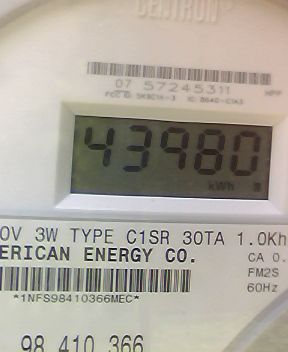 CENTRON
07 57245311
43980
kWh
0V 3W TYPE C1SR 30TA 1.0Kh
ERICAN ENERGY CO.
CA 0.
FM2S
60Hz
*1NFS98410366MEC*
98 410 366